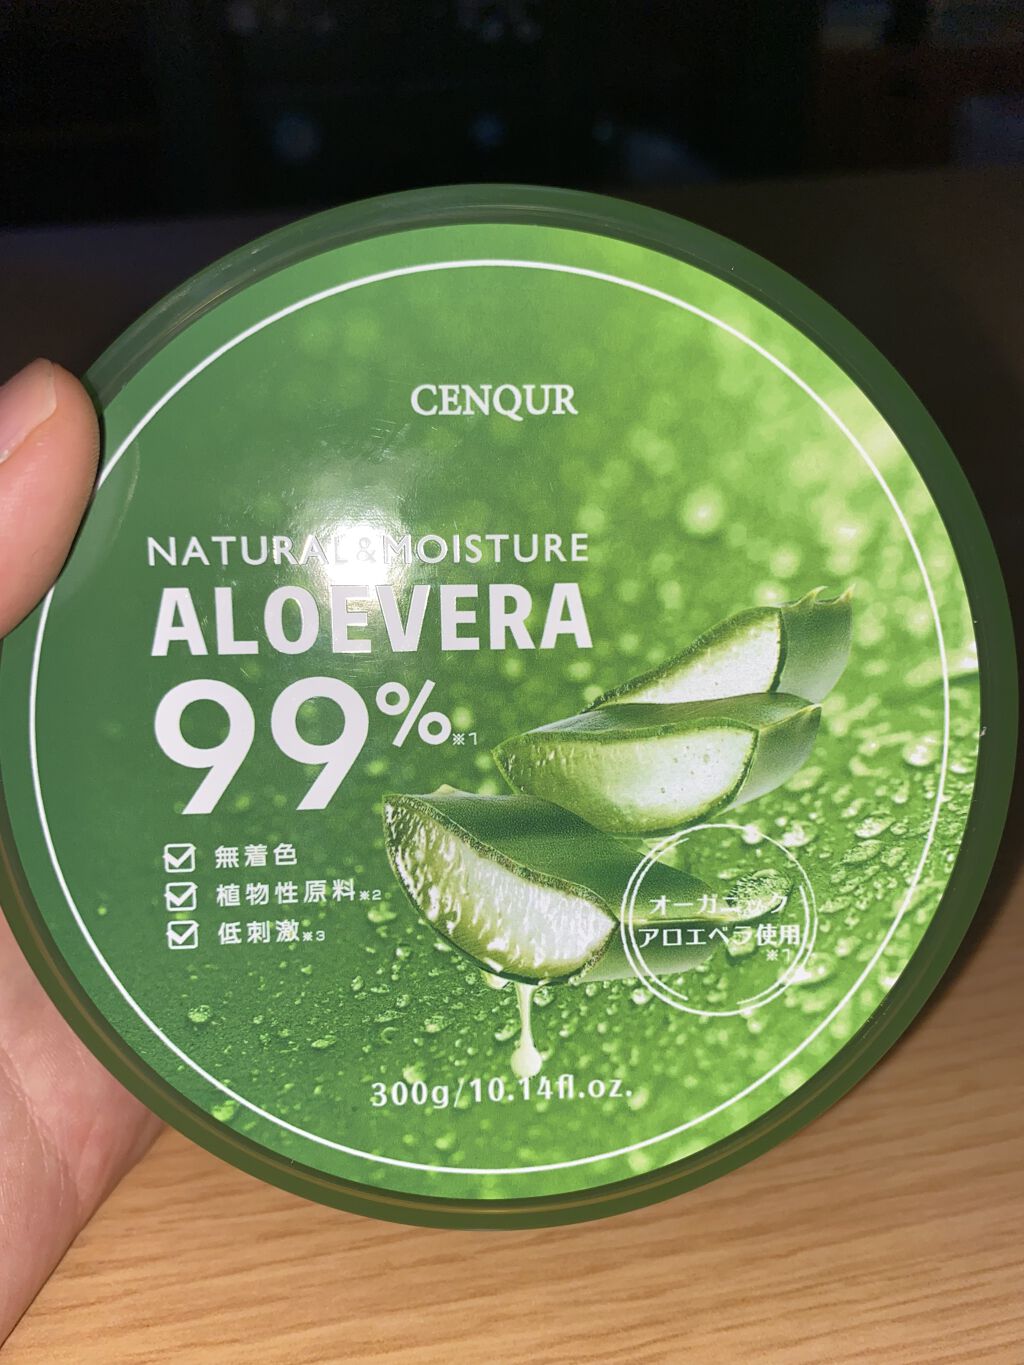 CENQUR
NATURAL&MOISTURE
ALOEVERA
99%※1
無着色
植物性原料※2
低刺激※3
オーガニック
アロエベラ使用
※1
300g/10.14fl.oz.